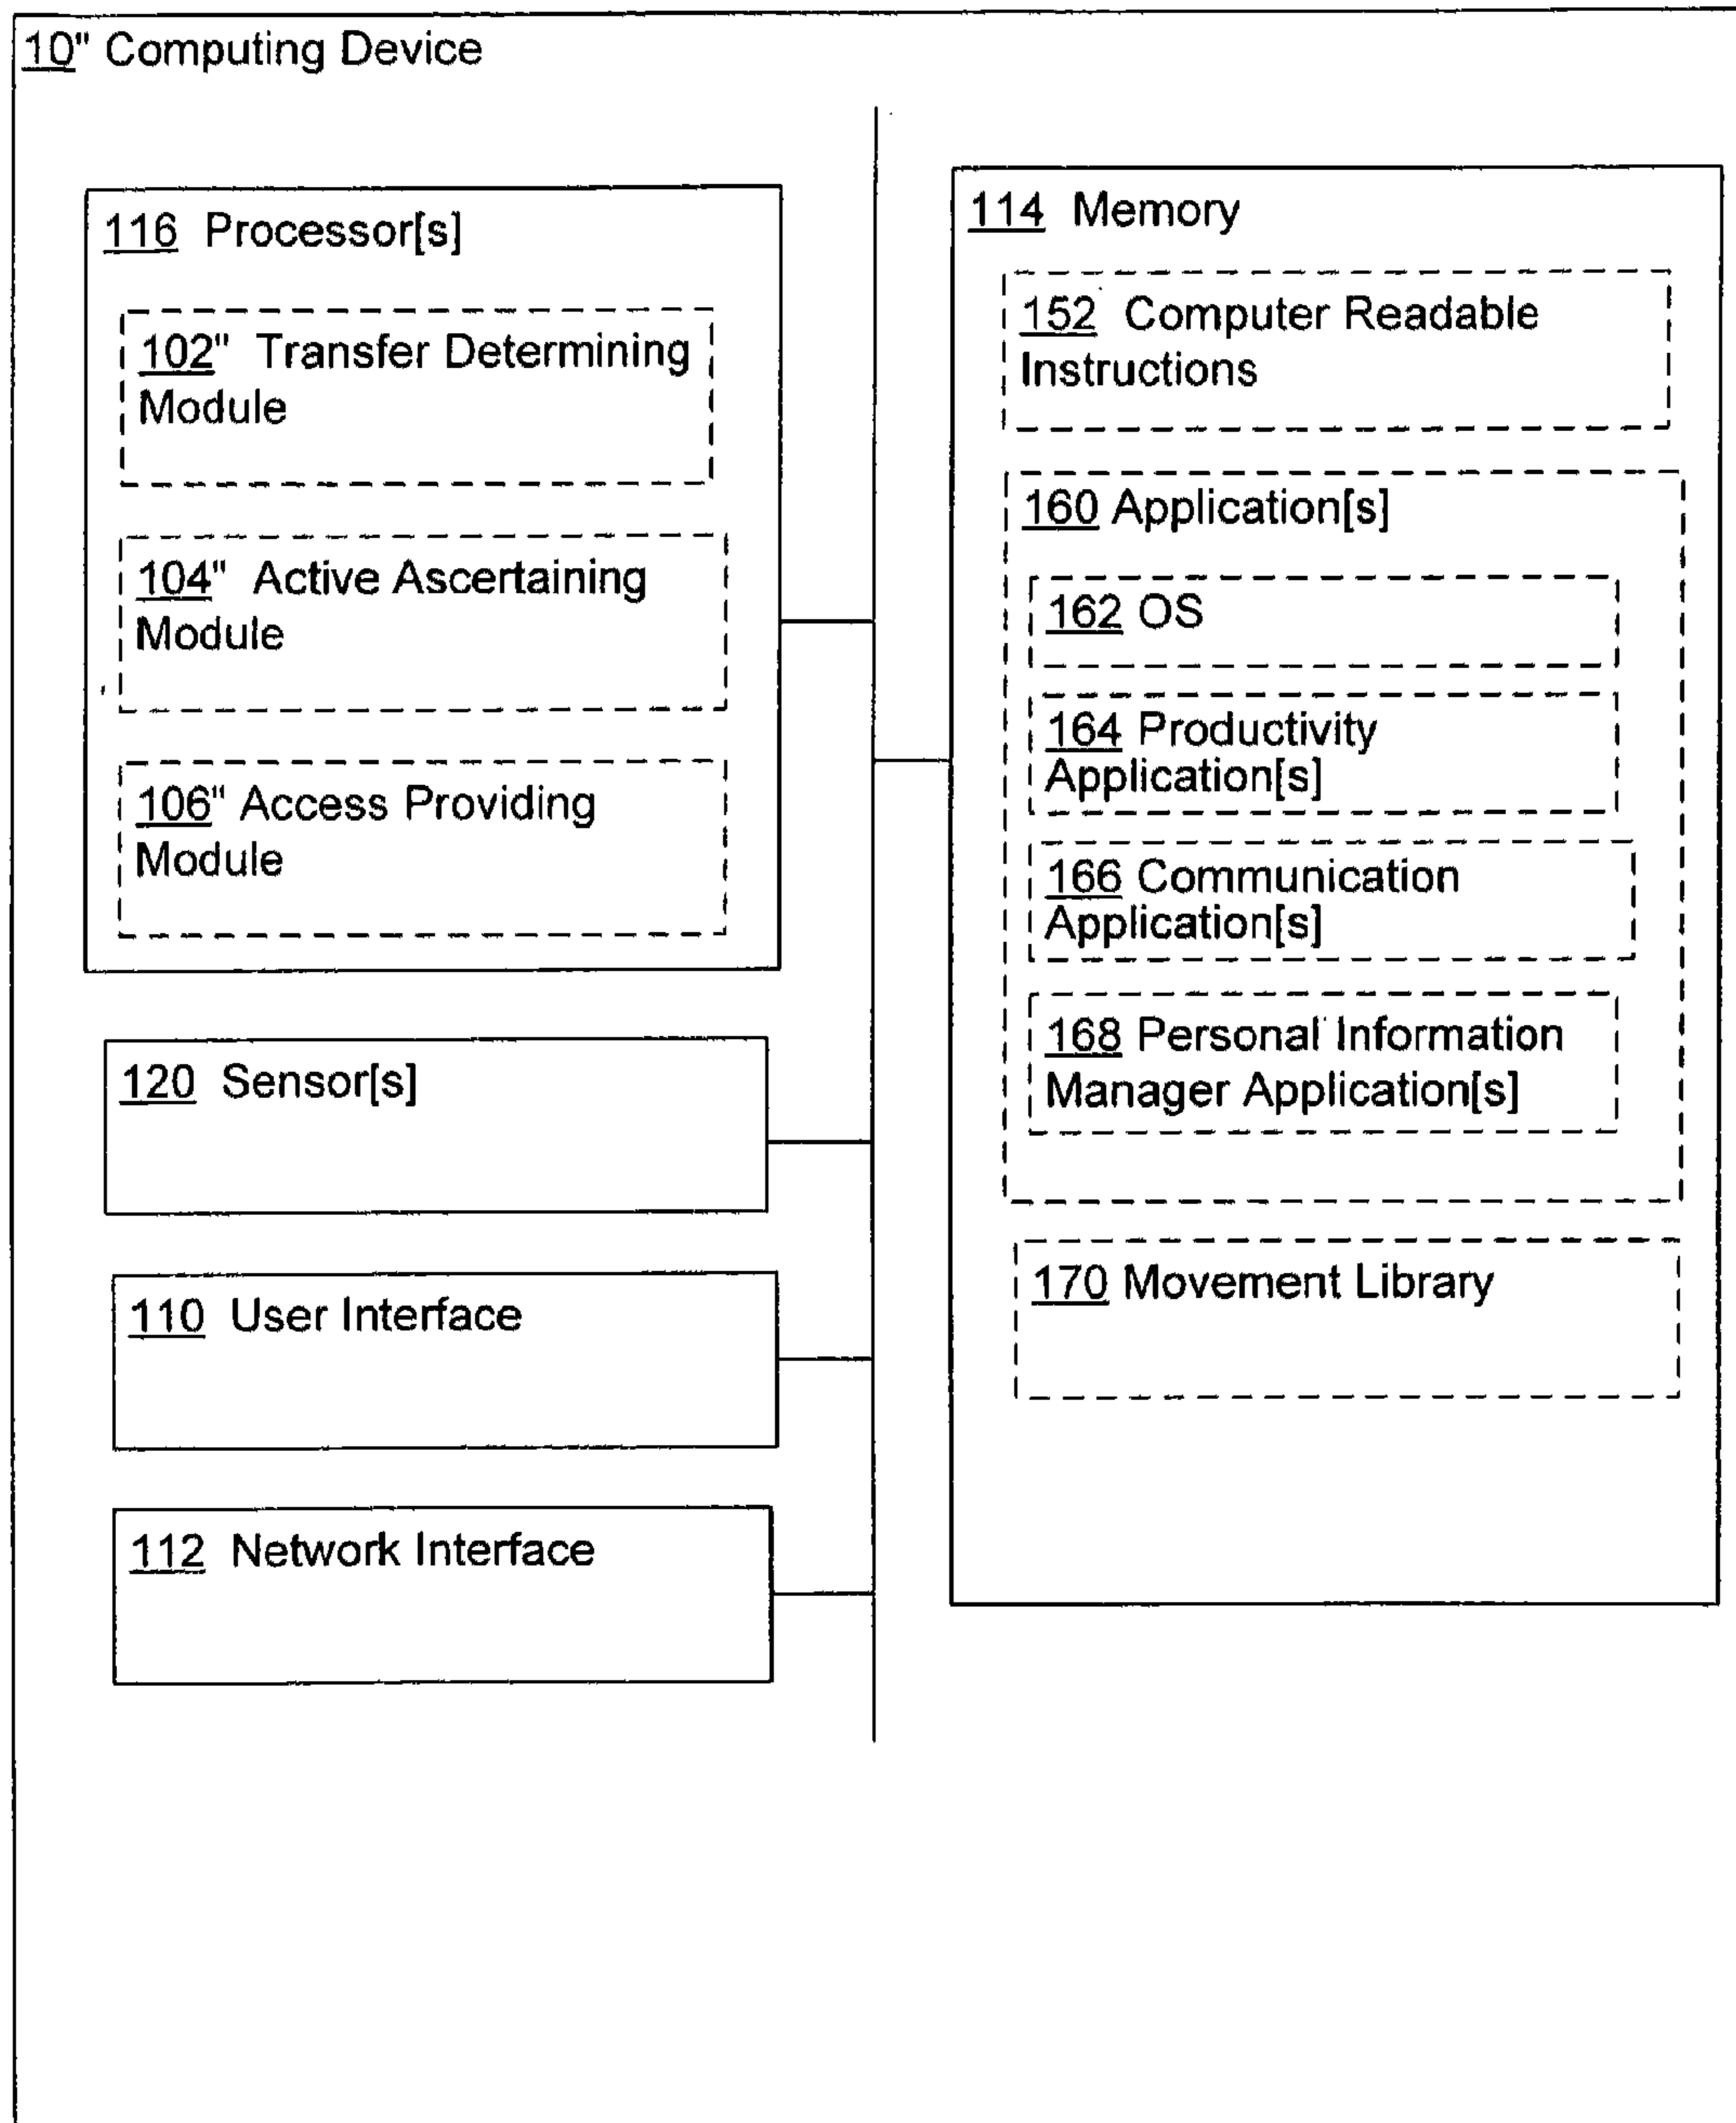 10" Computing Device
116 Processor[s]
102" Transfer Determining
Module
104" Active Ascertaining
Module
106" Access Providing
Module
120 Sensor[s]
110 User Interface
112 Network Interface
114 Memory
152 Computer Readable
Instructions
160 Application[s]
162 OS
164 Productivity
Application[s]
166 Communication
Application[s]
168 Personal Information
Manager Application[s]
170 Movement Library